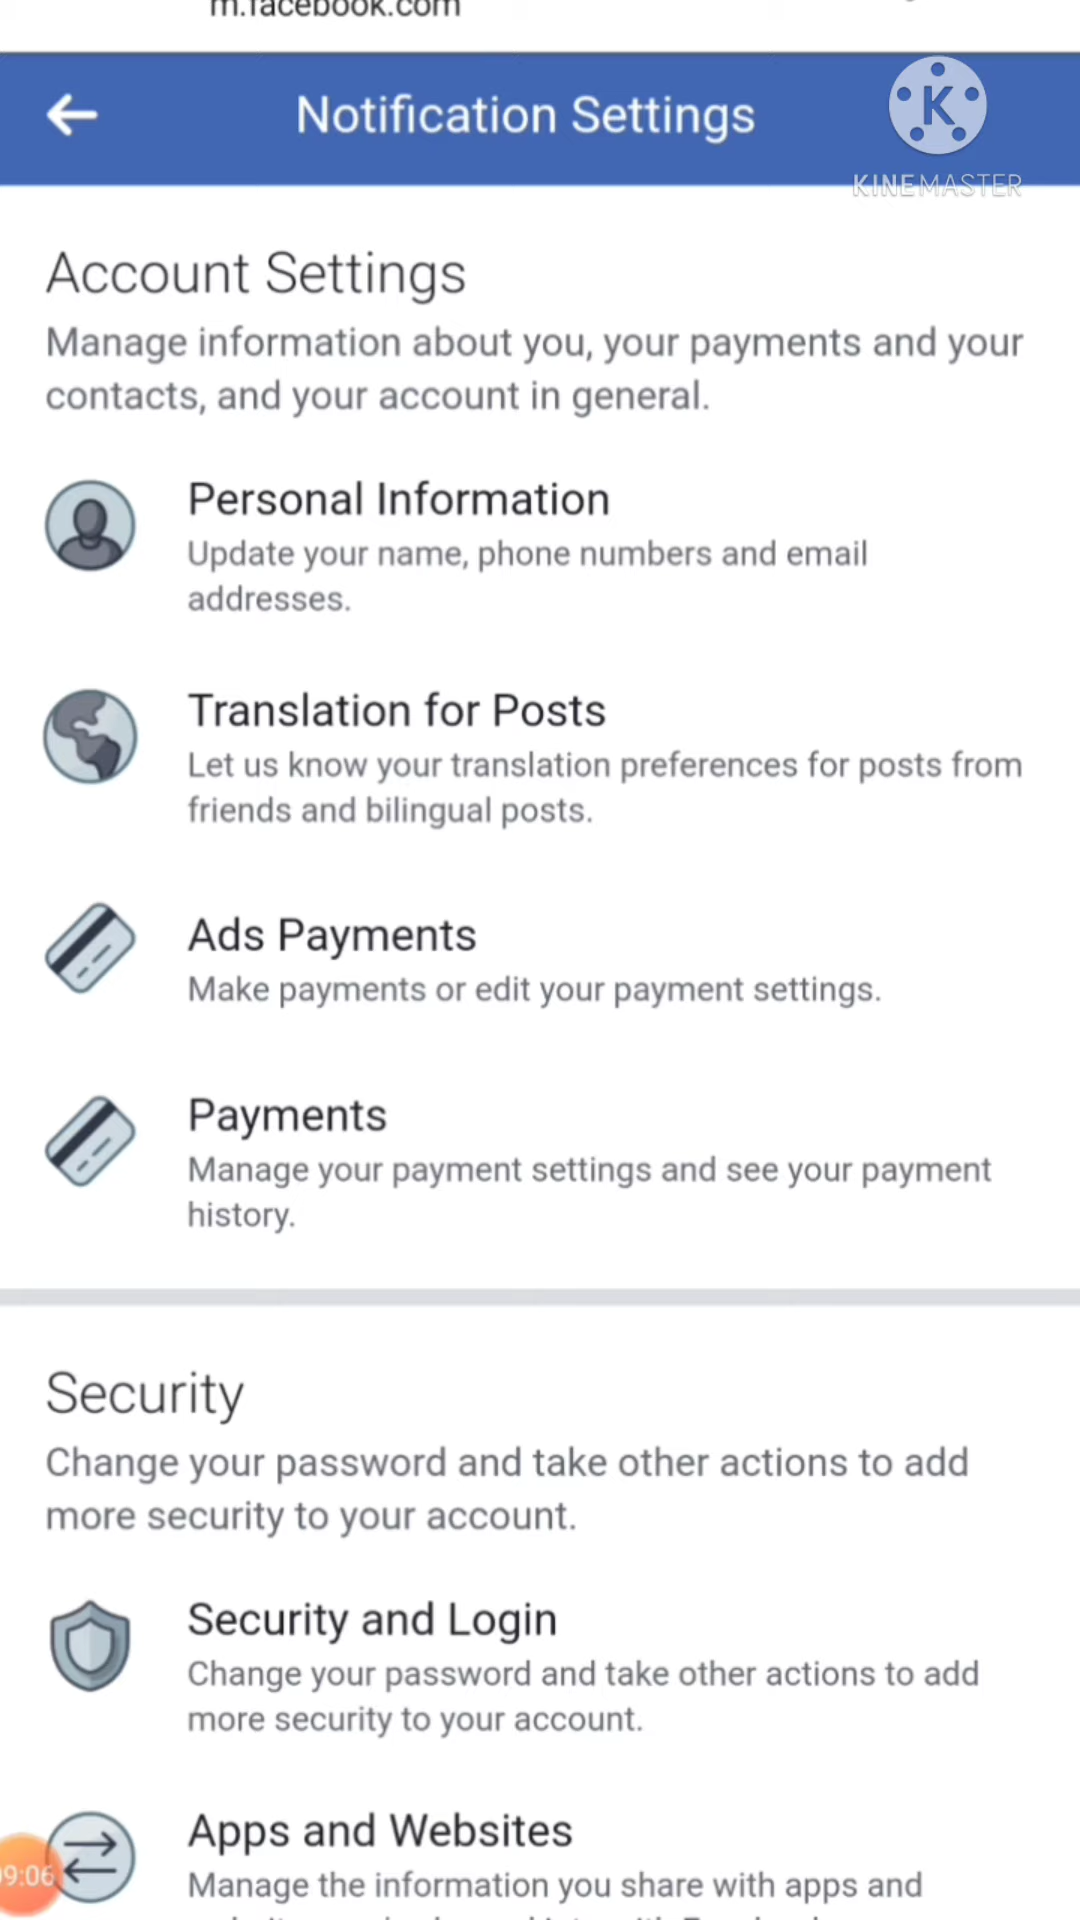 m.facebook.com
Notification Settings
K
KINEMASTER
Account Settings
Manage information about you, your payments and your
contacts, and your account in general.
Personal Information
Update your name, phone numbers and email
addresses.
Translation for Posts
Let us know your translation preferences for posts from
friends and bilingual posts.
Ads Payments
Make payments or edit your payment settings.
Payments
Manage your payment settings and see your payment
history.
Security
Change your password and take other actions to add
more security to your account.
Security and Login
Change your password and take other actions to add
more security to your account.
Apps and Websites
09:06
Manage the information you share with apps and